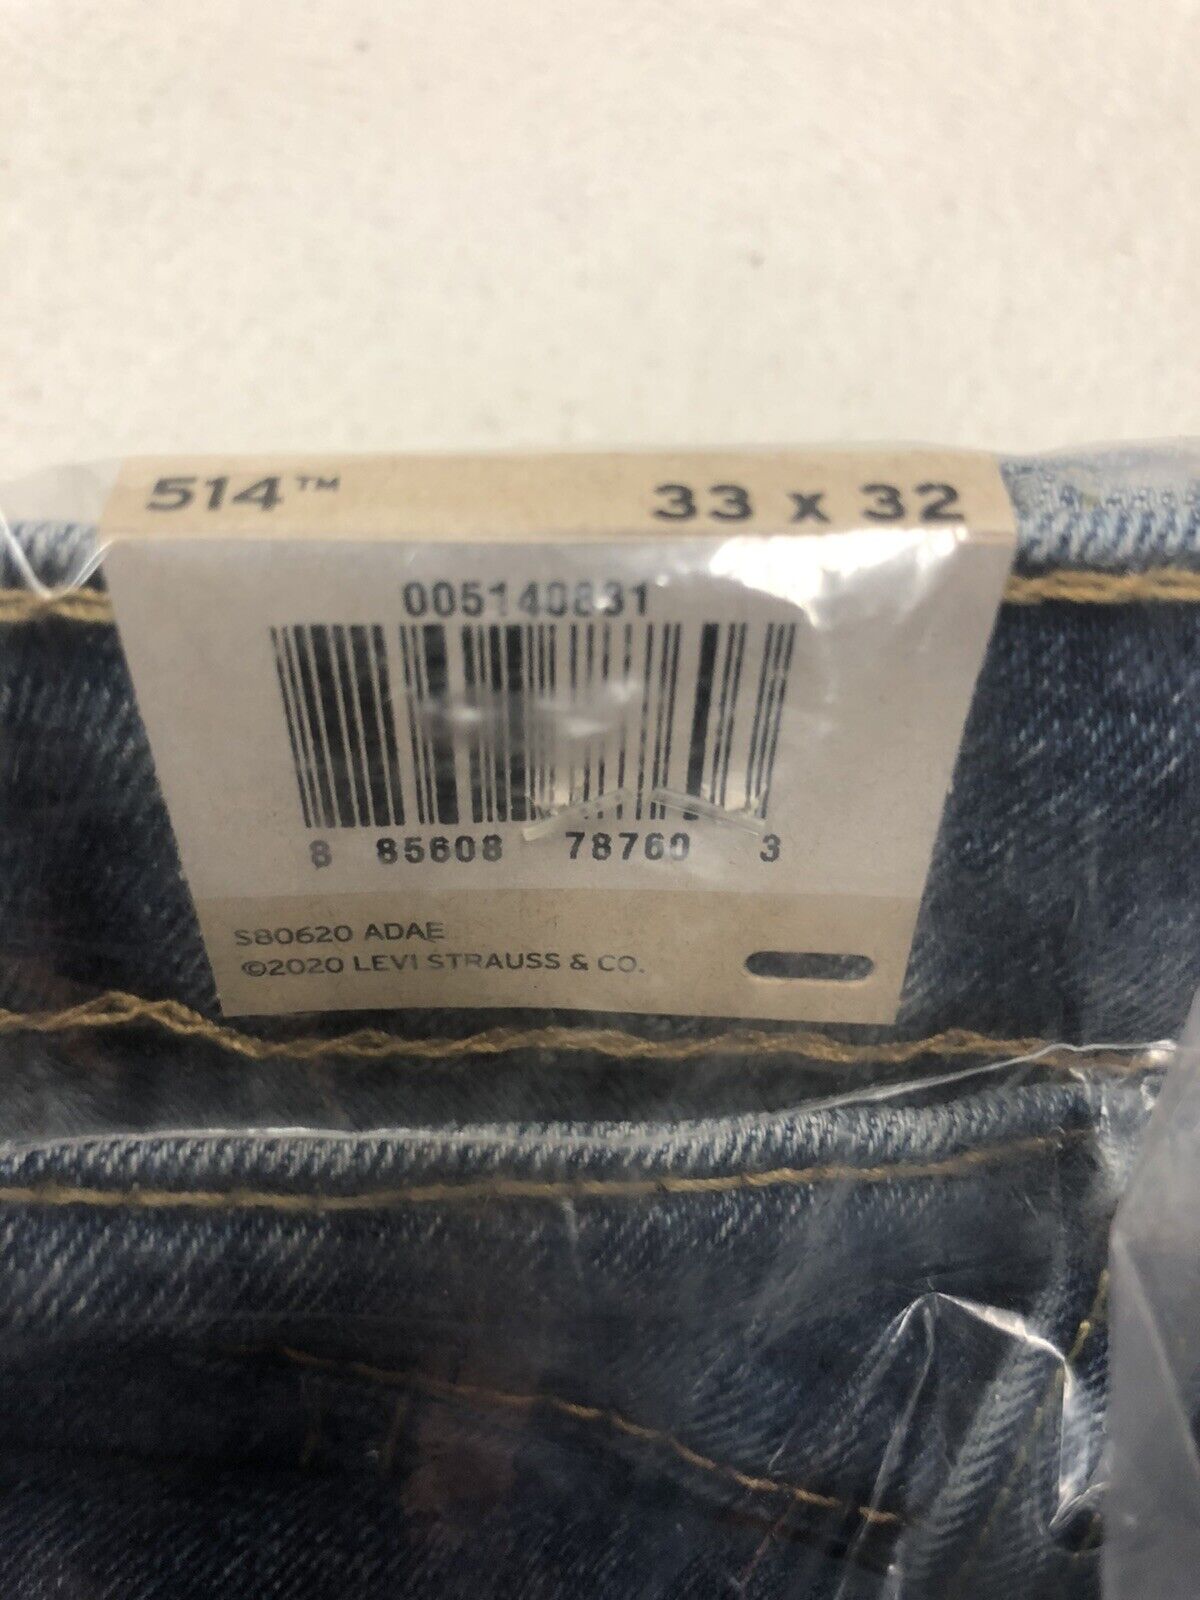 514™ 33 x 32
005140831
8 85608 78760 3
S80620 ADAE
©2020 LEVI STRAUSS & CO.